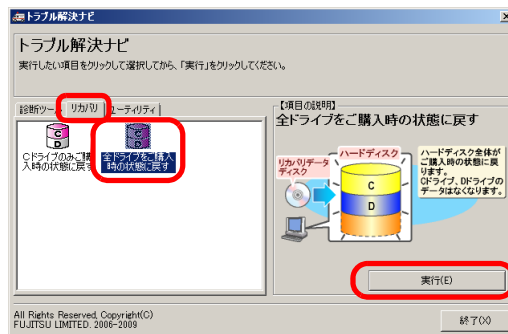 トラブル解決ナビ
トラブル解決ナビ
実行したい項目をクリックして選択してから、「実行」をクリックしてください。
診断ツール リカバリ ユーティリティ
C
D
Cドライブのみご購
入時の状態に戻す
C
D
全ドライブをご購入
時の状態に戻す
【項目の説明】
全ドライブをご購入時の状態に戻す
リカバリデータ
ディスク
ハードディスク
C
D
ハードディスク全体が
ご購入時の状態に戻
ります。
Cドライブ、Dドライブの
データはなくなります。
実行(E)
All Rights Reserved, Copyright(C)
FUJITSU LIMITED. 2006-2009
終了(X)